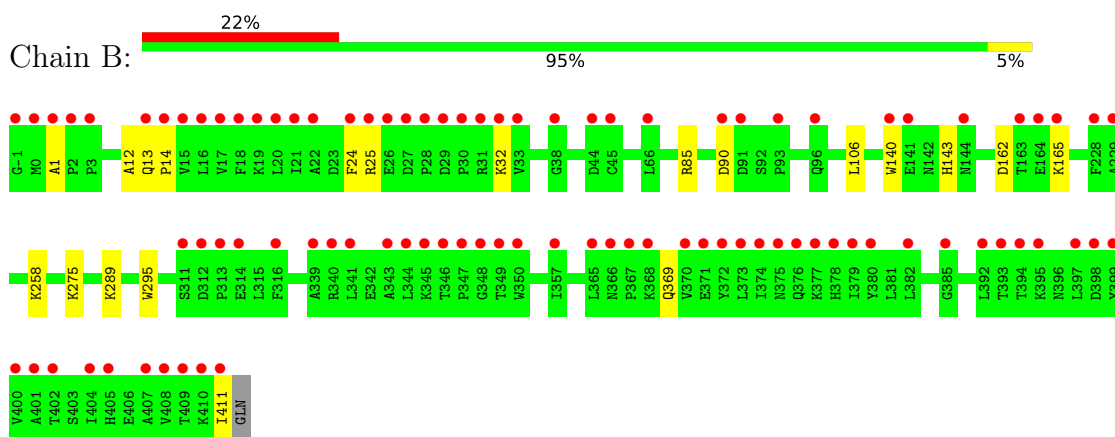 22%
Chain B:
95%
5%
G-1 M0 A1 P2 P3 A12 Q13 P14 V15 L16 V17 F18 K19 L20 I21 A22 D23 F24 R25 E26 D27 P28 D29 P30 R31 K32 V33 G38 D44 C45 L66 R85 D90 D91 S92 P93 Q96 L106 W140 E141 N142 H143 N144 D162 T163 E164 K165 F228 A229
K258 K275 K289 W295 S311 D312 P313 E314 L315 F316 A339 R340 L341 E342 A343 L344 K345 T346 P347 G348 T349 W350 I357 L365 N366 P367 K368 Q369 V370 E371 Y372 L373 I374 N375 Q376 K377 H378 I379 Y380 L381 L382 G385 L392 T393 T394 K395 N396 L397 D398 Y399
V400 A401 T402 S403 I404 H405 E406 A407 V408 T409 K410 I411 GLN